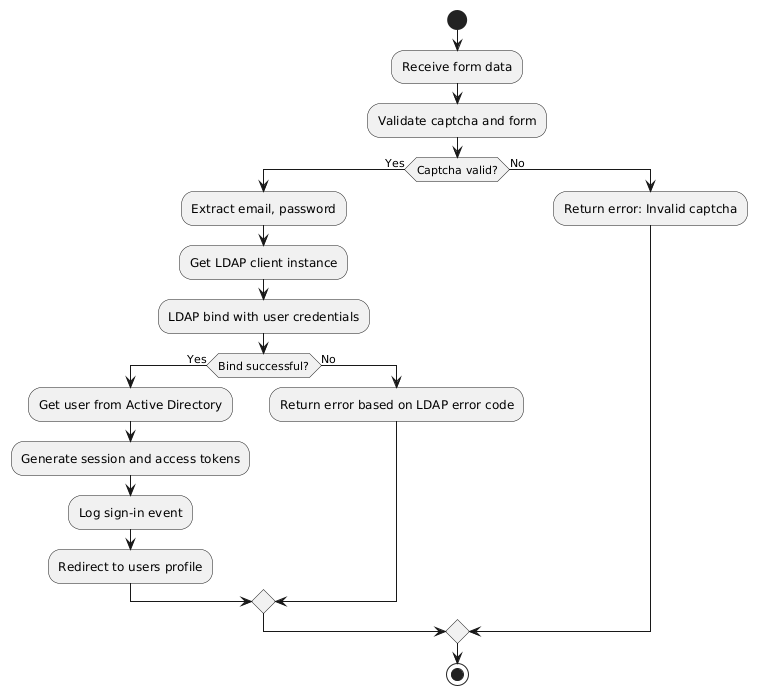 Receive form data
Validate captcha and form
Yes
Captcha valid?
No
Extract email, password
Return error: Invalid captcha
Get LDAP client instance
LDAP bind with user credentials
Yes
Bind successful?
No
Get user from Active Directory
Return error based on LDAP error code
Generate session and access tokens
Log sign-in event
Redirect to users profile